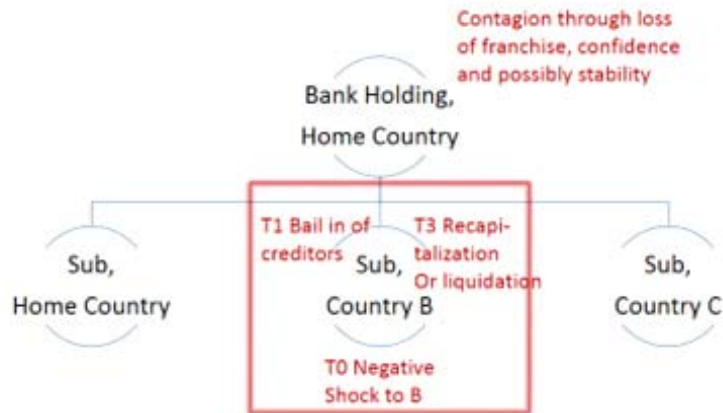 Contagion through loss
of franchise, confidence
and possibly stability
Bank Holding,
Home Country
T1 Bail in of
creditors
T3 Recapi-
talization
Or liquidation
Sub,
Home Country
Sub,
Country B
Sub,
Country C
T0 Negative
Shock to B